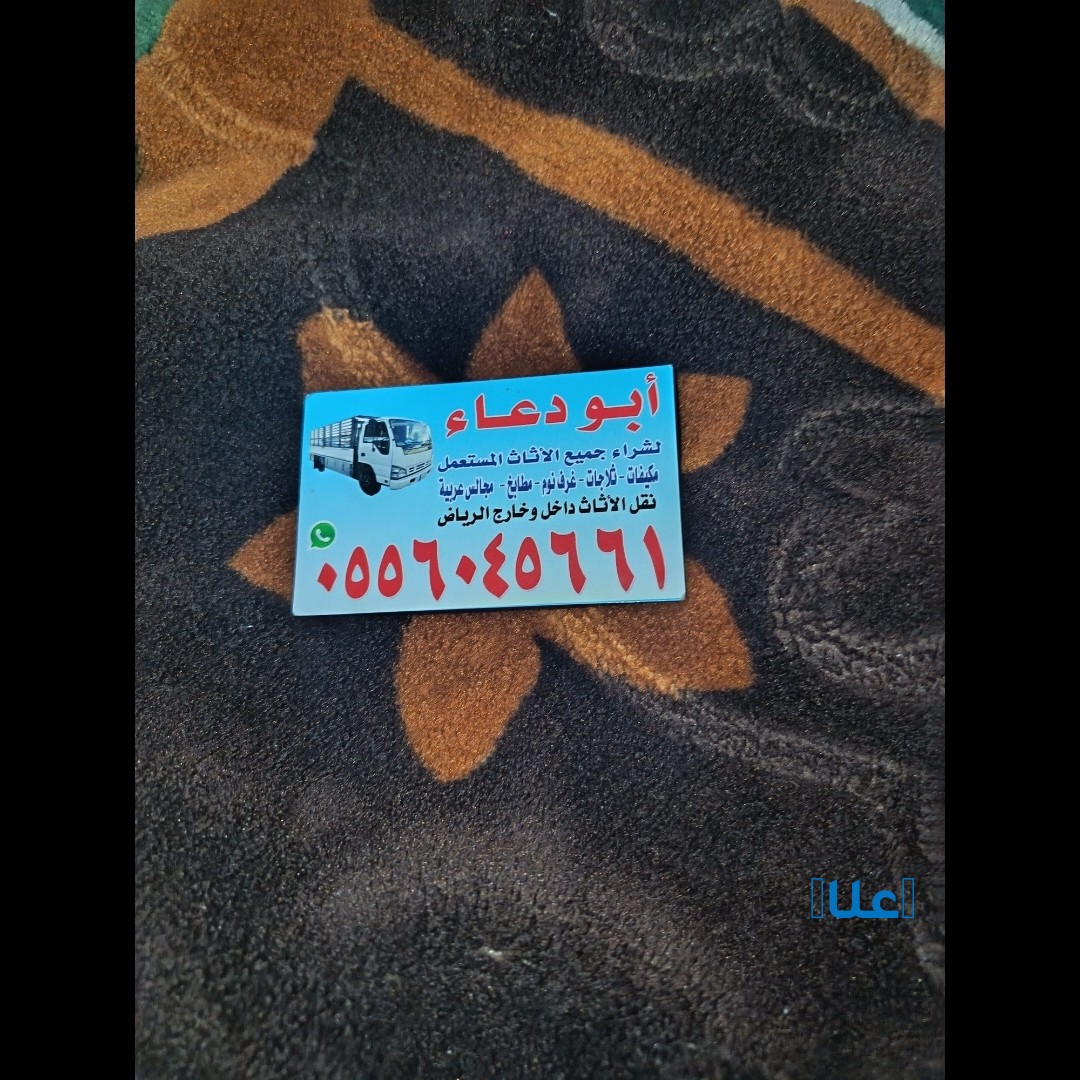 أبو دعاء
لشراء جميع الأثاث المستعمل
مكيفات - ثلاجات - غرف نوم - مطابخ - مجالس عربية
نقل الأثاث داخل وخارج الرياض
٠٥٥٦٠٤٥٦٦١